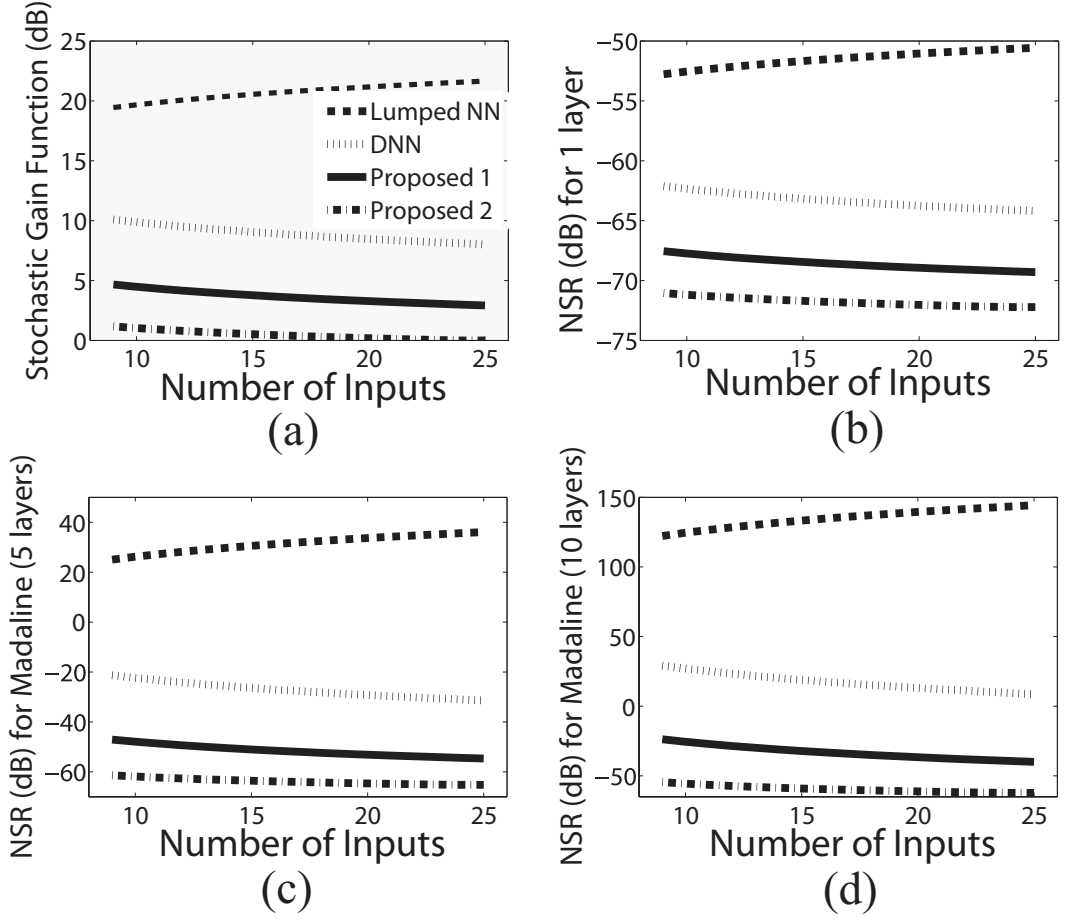 Stochastic Gain Function (dB)
25
20
15
10
5
0
10 15 20 25
Lumped NN
DNN
Proposed 1
Proposed 2
Number of Inputs
(a)
NSR (dB) for 1 layer
−50
−55
−60
−65
−70
−75
10 15 20 25
Number of Inputs
(b)
NSR (dB) for Madaline (5 layers)
40
20
0
−20
−40
−60
10 15 20 25
Number of Inputs
(c)
NSR (dB) for Madaline (10 layers)
150
100
50
0
−50
10 15 20 25
Number of Inputs
(d)